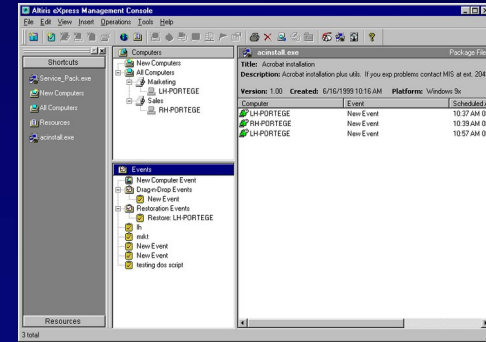 Altiris eXpress Management Console
File Edit View Insert Operations Tools Help
Shortcuts
Service_Pack.exe
New Computers
All Computers
Resources
acinstall.exe
Resources
Computers
New Computers
All Computers
Marketing
LH-PORTEGE
Sales
RH-PORTEGE
Events
New Computer Event
Drag-n-Drop Events
New Event
Restoration Events
Restore: LH-PORTEGE
lh
mikt
New Event
New Event
testing dos script
acinstall.exe
Package File
Title: Acrobat installation
Description: Acrobat installation plus utils. If you exp problems contact MIS at ext. 204
Version: 1.00 Created: 6/16/1999 10:16 AM Platform: Windows 9x
Computer Event Scheduled
LH-PORTEGE New Event 10:37 AM 0
RH-PORTEGE New Event 10:39 AM 0
LH-PORTEGE New Event 10:57 AM 0
3 total